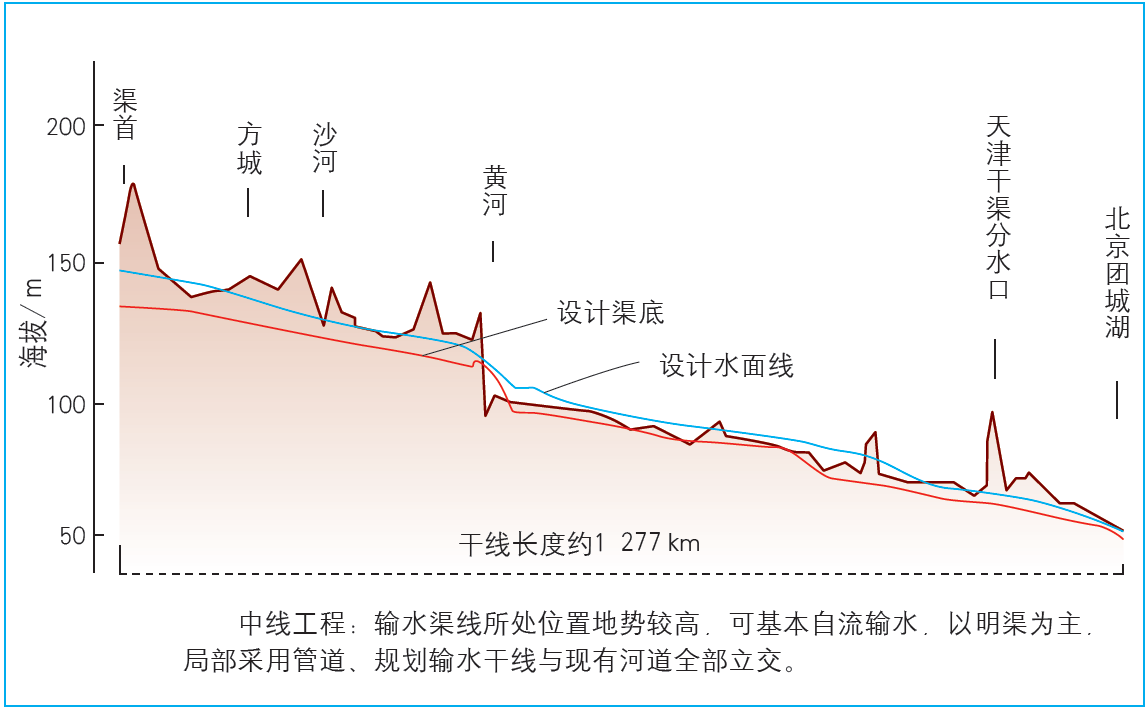 渠首
方城
沙河
黄河
天津干渠分水口
北京团城湖
200
150
100
50
海拔/m
设计渠底
设计水面线
干线长度约1 277 km
中线工程：输水渠线所处位置地势较高，可基本自流输水，以明渠为主，
局部采用管道、规划输水干线与现有河道全部立交。